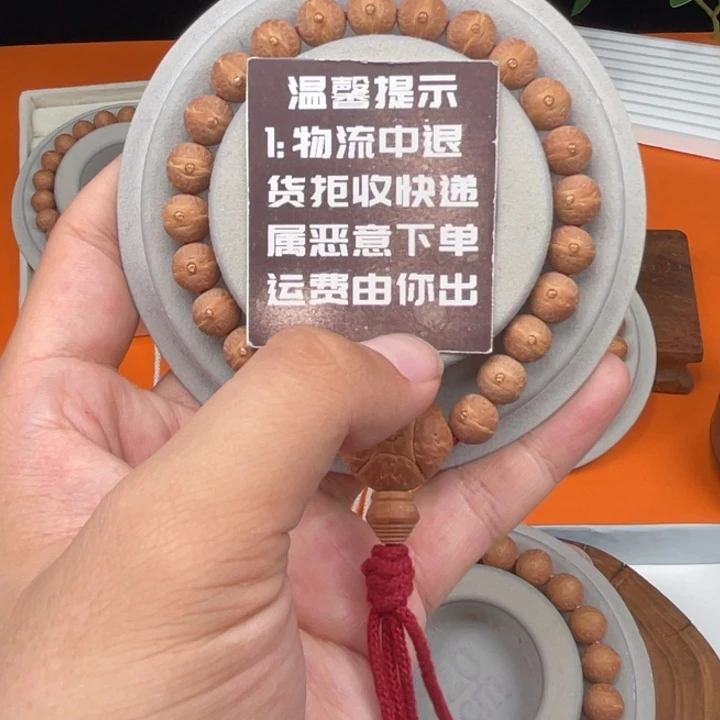 温馨提示
1:物流中退
货拒收快递
属恶意下单
运费由你出